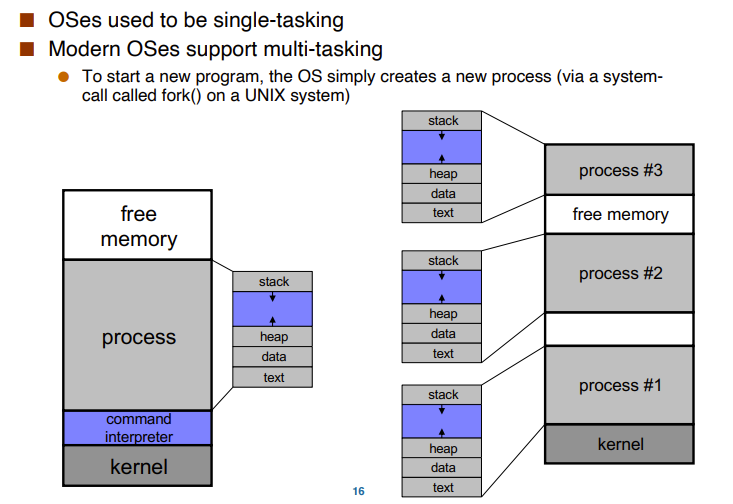 OSes used to be single-tasking
Modern OSes support multi-tasking
To start a new program, the OS simply creates a new process (via a system-
call called fork() on a UNIX system)
free
memory
process
command
interpreter
kernel
stack
heap
data
text
stack
heap
data
text
stack
heap
data
text
stack
heap
data
text
process #3
free memory
process #2
process #1
kernel
16